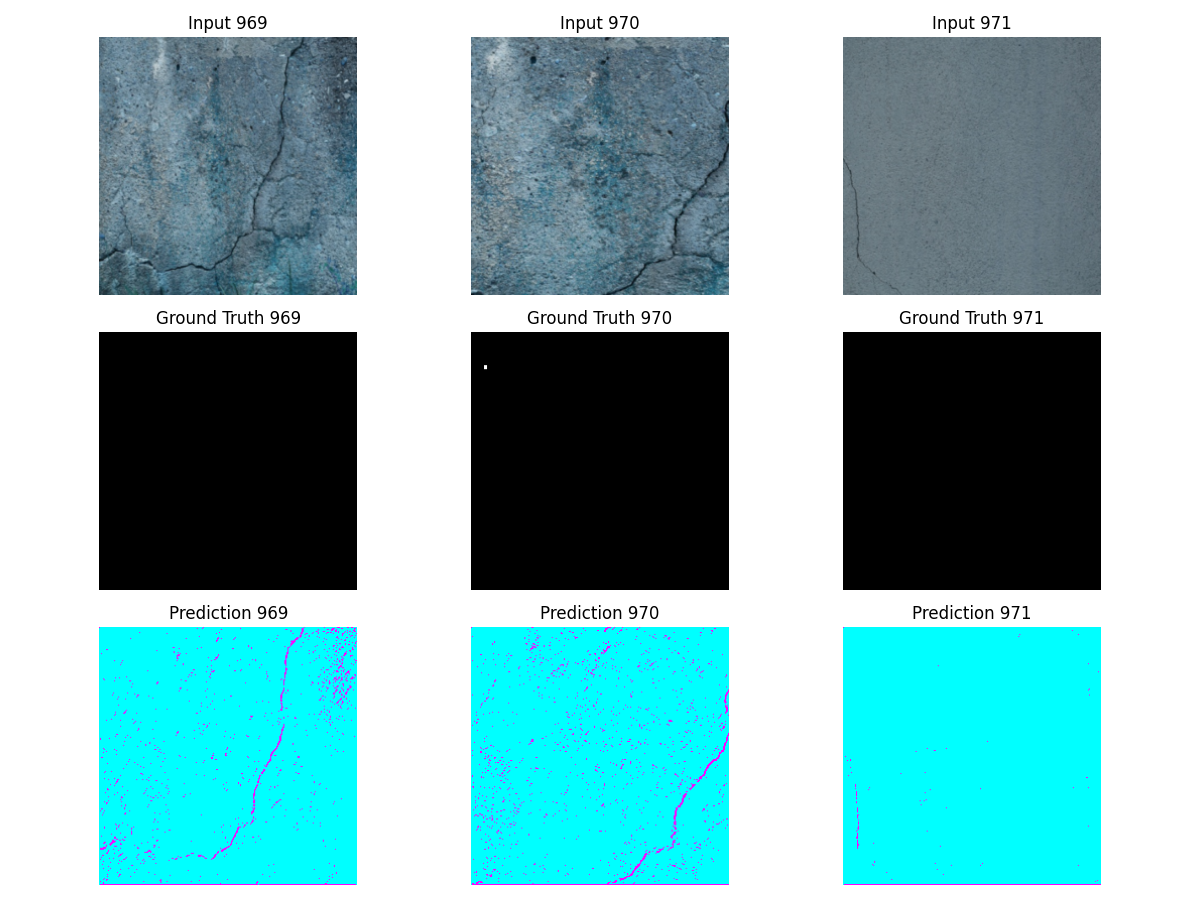 Input 969
Input 970
Input 971
Ground Truth 969
Ground Truth 970
Ground Truth 971
Prediction 969
Prediction 970
Prediction 971